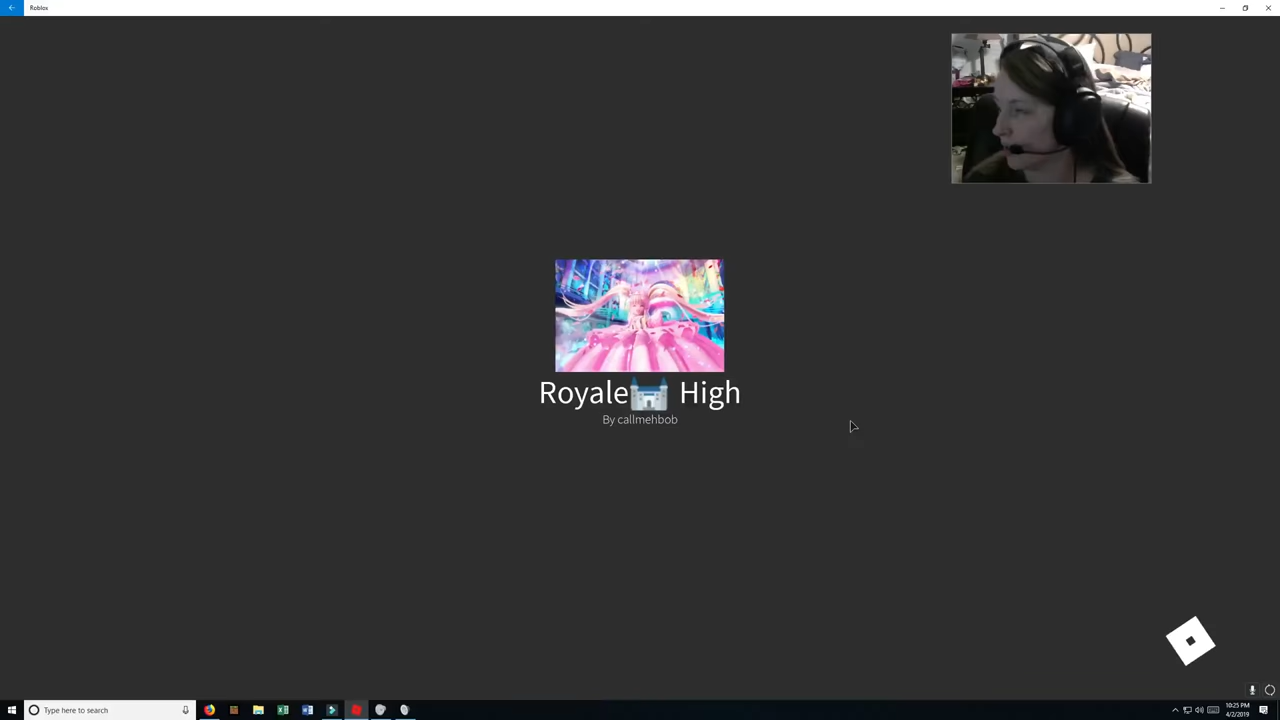 Roblox
Royale🏰 High
By callmehbob
Type here to search
10:25 PM
4/2/2019